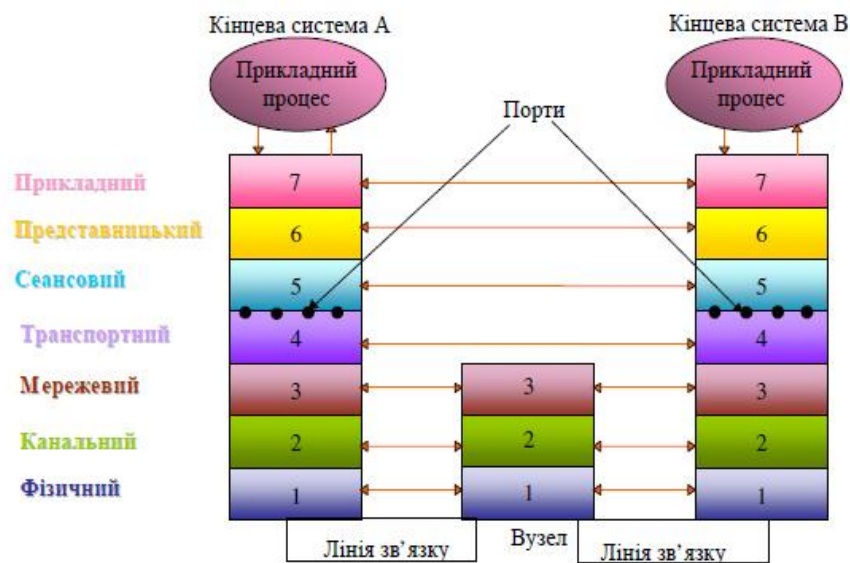 Кінцева система А
Кінцева система В
Прикладний
процес
Прикладний
процес
Порти
Прикладний
7
7
Представницький
6
6
Сеансовий
5
5
Транспортний
4
4
Мережевий
3
3
3
Канальний
2
2
2
Фізичний
1
1
1
Лінія зв’язку
Вузел
Лінія зв’язку